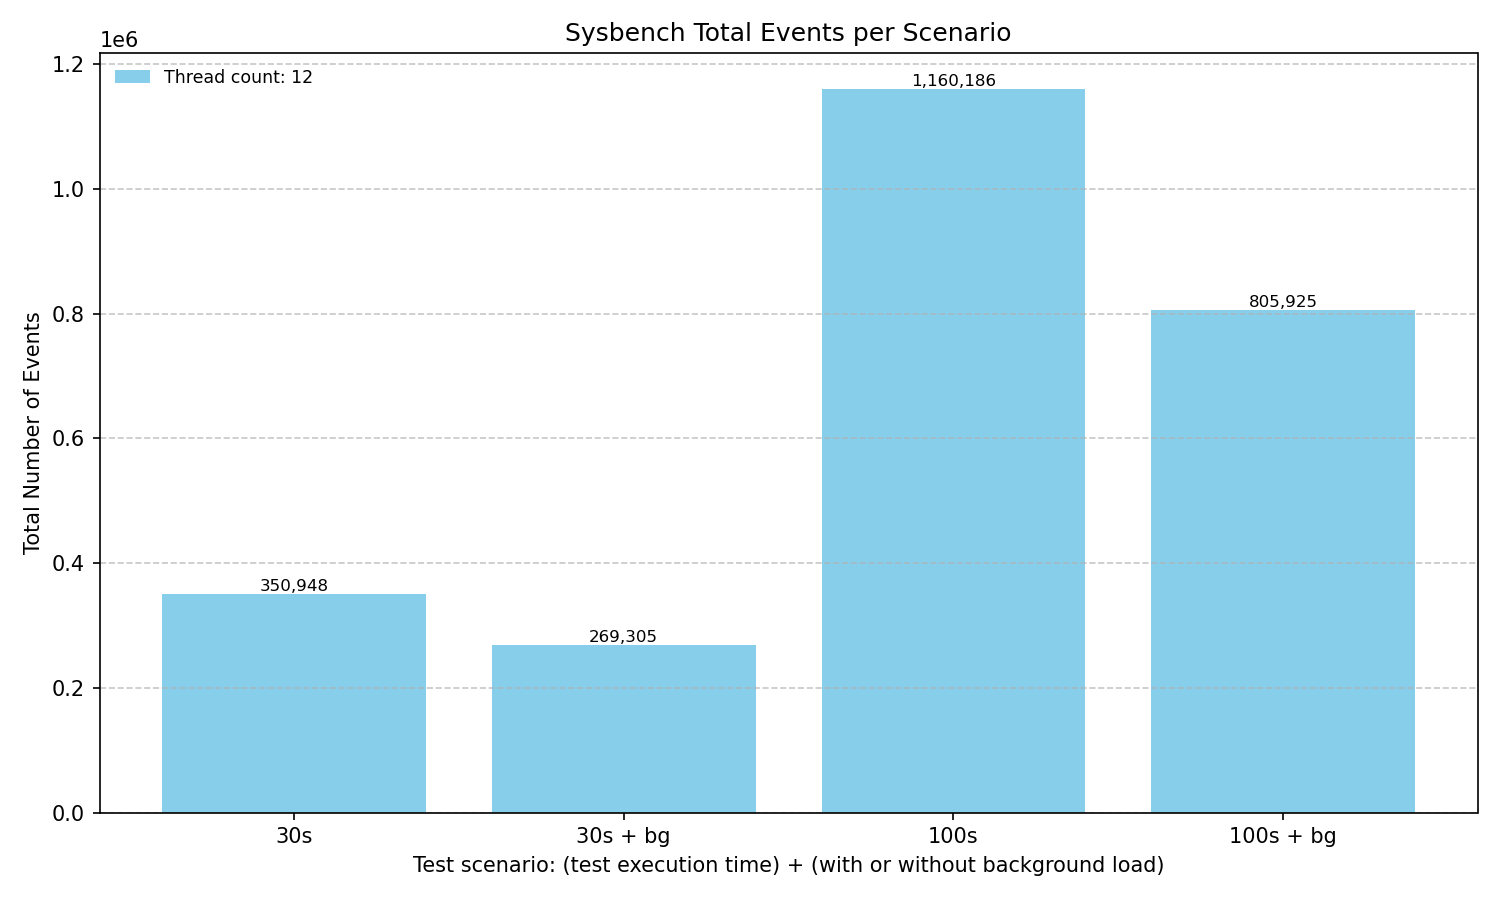 Sysbench Total Events per Scenario
1e6
Thread count: 12
Total Number of Events
1.2
1.0
0.8
0.6
0.4
0.2
0.0
350,948
269,305
1,160,186
805,925
30s
30s + bg
100s
100s + bg
Test scenario: (test execution time) + (with or without background load)